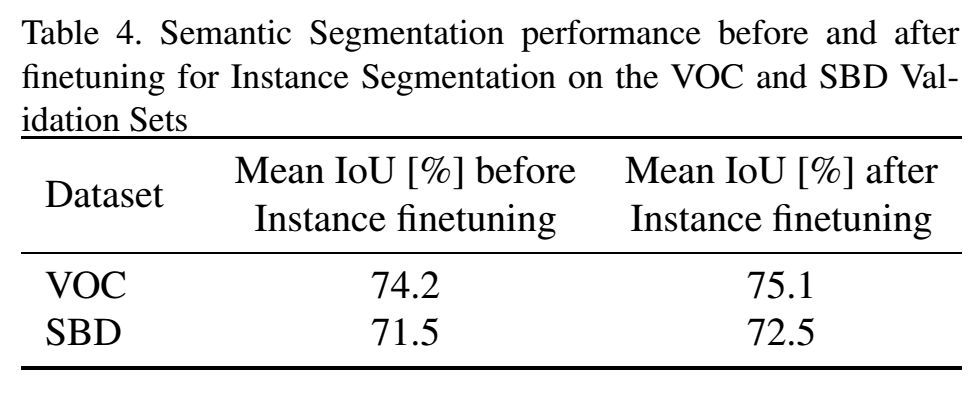 Table 4. Semantic Segmentation performance before and after
finetuning for Instance Segmentation on the VOC and SBD Val-
idation Sets
Dataset Mean IoU [%] before Instance finetuning Mean IoU [%] after Instance finetuning
VOC 74.2 75.1
SBD 71.5 72.5